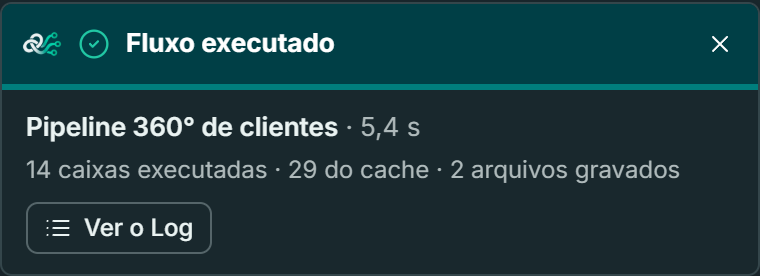 Fluxo executado
Pipeline 360° de clientes · 5,4 s
14 caixas executadas · 29 do cache · 2 arquivos gravados
Ver o Log